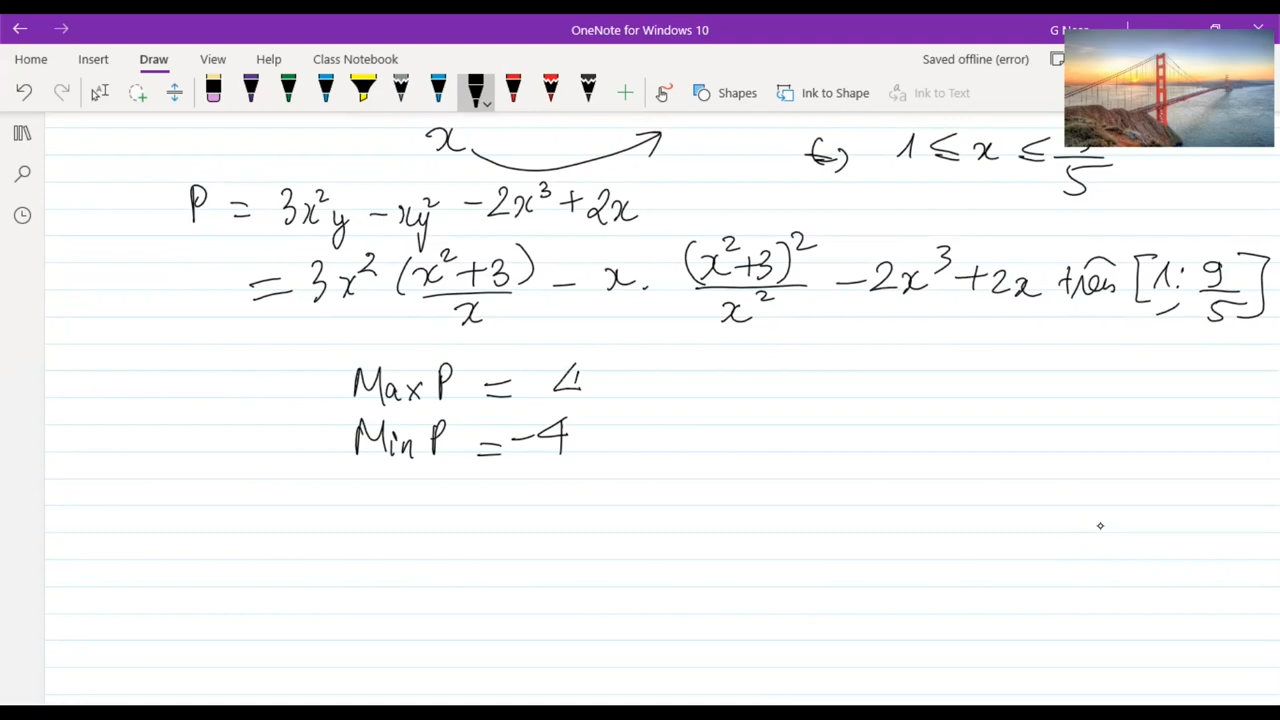 OneNote for Windows 10
Home Insert Draw View Help Class Notebook Saved offline (error)
Shapes Ink to Shape Ink to Text
x
⇔ 1 ≤ x ≤ /5
P = 3x²y - xy² - 2x³ + 2x
= 3x² (x²+3)/x - x. (x²+3)²/x² - 2x³ + 2x trên [1; 9/5]
Max P = 4
Min P = -4